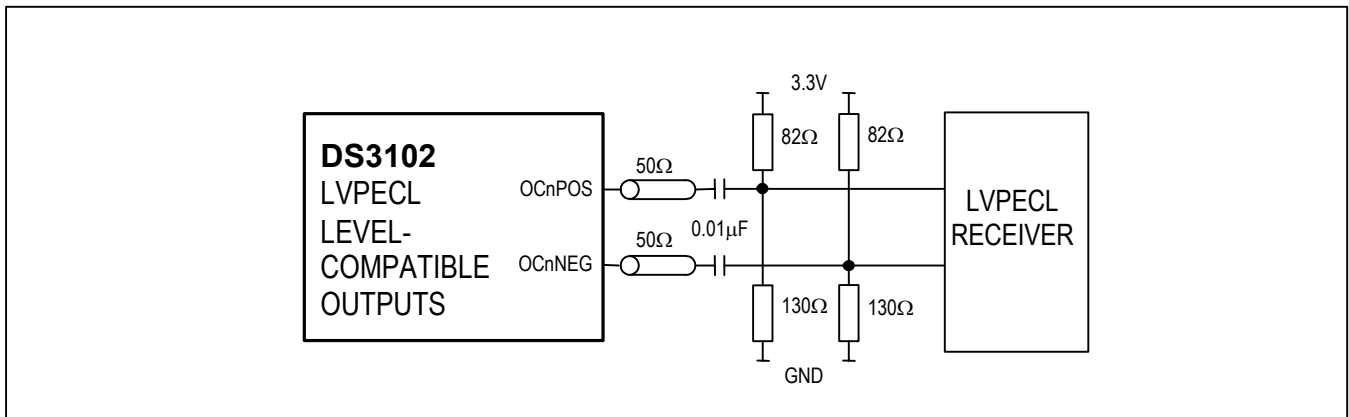 3.3V
82Ω
82Ω
DS3102
LVPECL
LEVEL-
COMPATIBLE
OUTPUTS
OCnPOS
50Ω
OCnNEG
50Ω
0.01μF
130Ω
130Ω
GND
LVPECL
RECEIVER